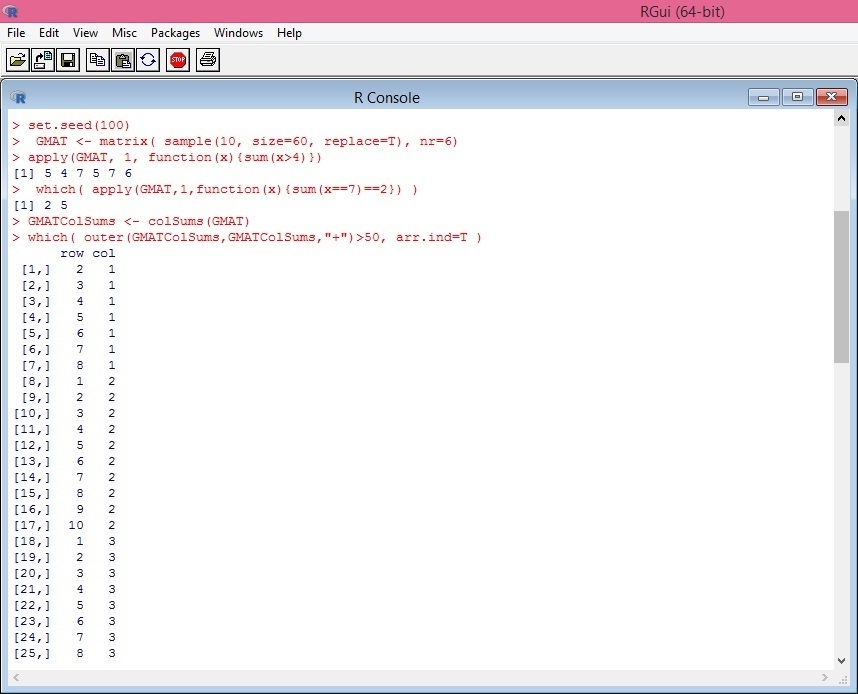 RGui (64-bit)
File Edit View Misc Packages Windows Help
STOP
R Console
> set.seed(100)
>  GMAT <- matrix( sample(10, size=60, replace=T), nr=6)
> apply(GMAT, 1, function(x){sum(x>4)})
[1] 5 4 7 5 7 6
>  which( apply(GMAT,1,function(x){sum(x==7)==2}) )
[1] 2 5
> GMATColSums <- colSums(GMAT)
> which( outer(GMATColSums,GMATColSums,"+")>50, arr.ind=T )
      row col
 [1,]   2   1
 [2,]   3   1
 [3,]   4   1
 [4,]   5   1
 [5,]   6   1
 [6,]   7   1
 [7,]   8   1
 [8,]   1   2
 [9,]   2   2
[10,]   3   2
[11,]   4   2
[12,]   5   2
[13,]   6   2
[14,]   7   2
[15,]   8   2
[16,]   9   2
[17,]  10   2
[18,]   1   3
[19,]   2   3
[20,]   3   3
[21,]   4   3
[22,]   5   3
[23,]   6   3
[24,]   7   3
[25,]   8   3